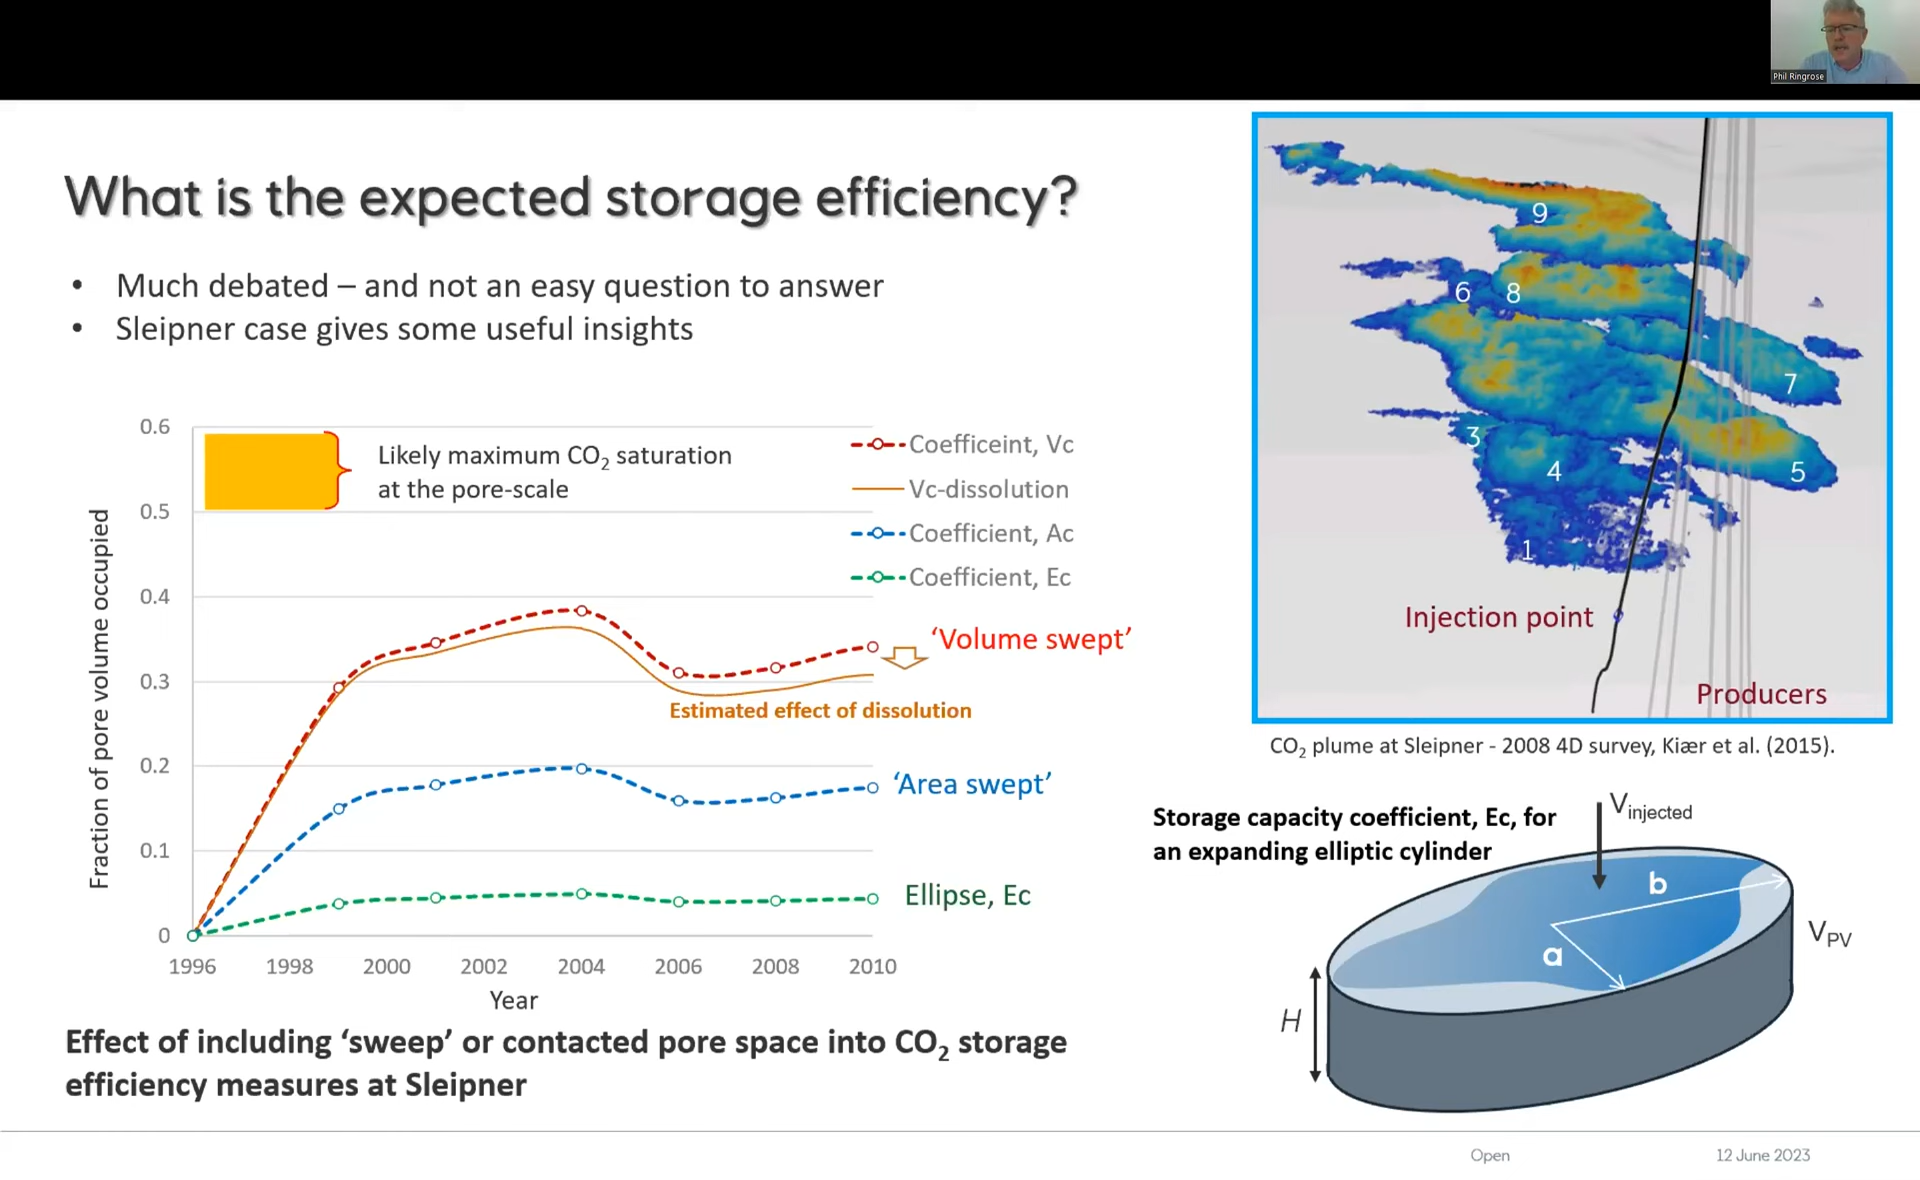 Phil Ringrose
What is the expected storage efficiency?
• Much debated – and not an easy question to answer
• Sleipner case gives some useful insights
Fraction of pore volume occupied
0.6
0.5
0.4
0.3
0.2
0.1
0
Likely maximum CO₂ saturation
at the pore-scale
Coefficeint, Vc
Vc-dissolution
Coefficient, Ac
Coefficient, Ec
‘Volume swept’
Estimated effect of dissolution
‘Area swept’
Ellipse, Ec
1996 1998 2000 2002 2004 2006 2008 2010
Year
Effect of including ‘sweep’ or contacted pore space into CO₂ storage
efficiency measures at Sleipner
9
6 8
7
3
4
5
1
Injection point
Producers
CO₂ plume at Sleipner - 2008 4D survey, Kiær et al. (2015).
Storage capacity coefficient, Ec, for
an expanding elliptic cylinder
Vinjected
b
a
VPV
H
Open
12 June 2023